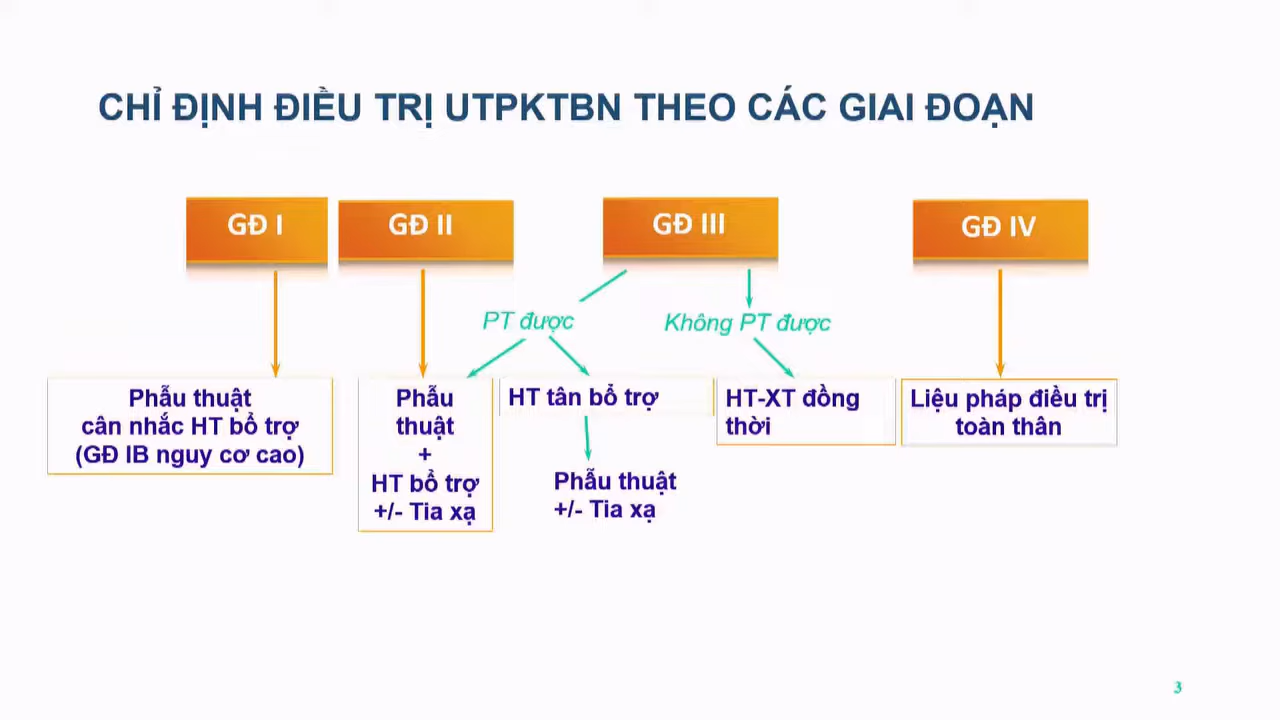 CHỈ ĐỊNH ĐIỀU TRỊ UTPKTBN THEO CÁC GIAI ĐOẠN
GĐ I
GĐ II
GĐ III
GĐ IV
PT được
Không PT được
Phẫu thuật
cân nhắc HT bổ trợ
(GĐ IB nguy cơ cao)
Phẫu
thuật
+
HT bổ trợ
+/- Tia xạ
HT tân bổ trợ
Phẫu thuật
+/- Tia xạ
HT-XT đồng
thời
Liệu pháp điều trị
toàn thân
3